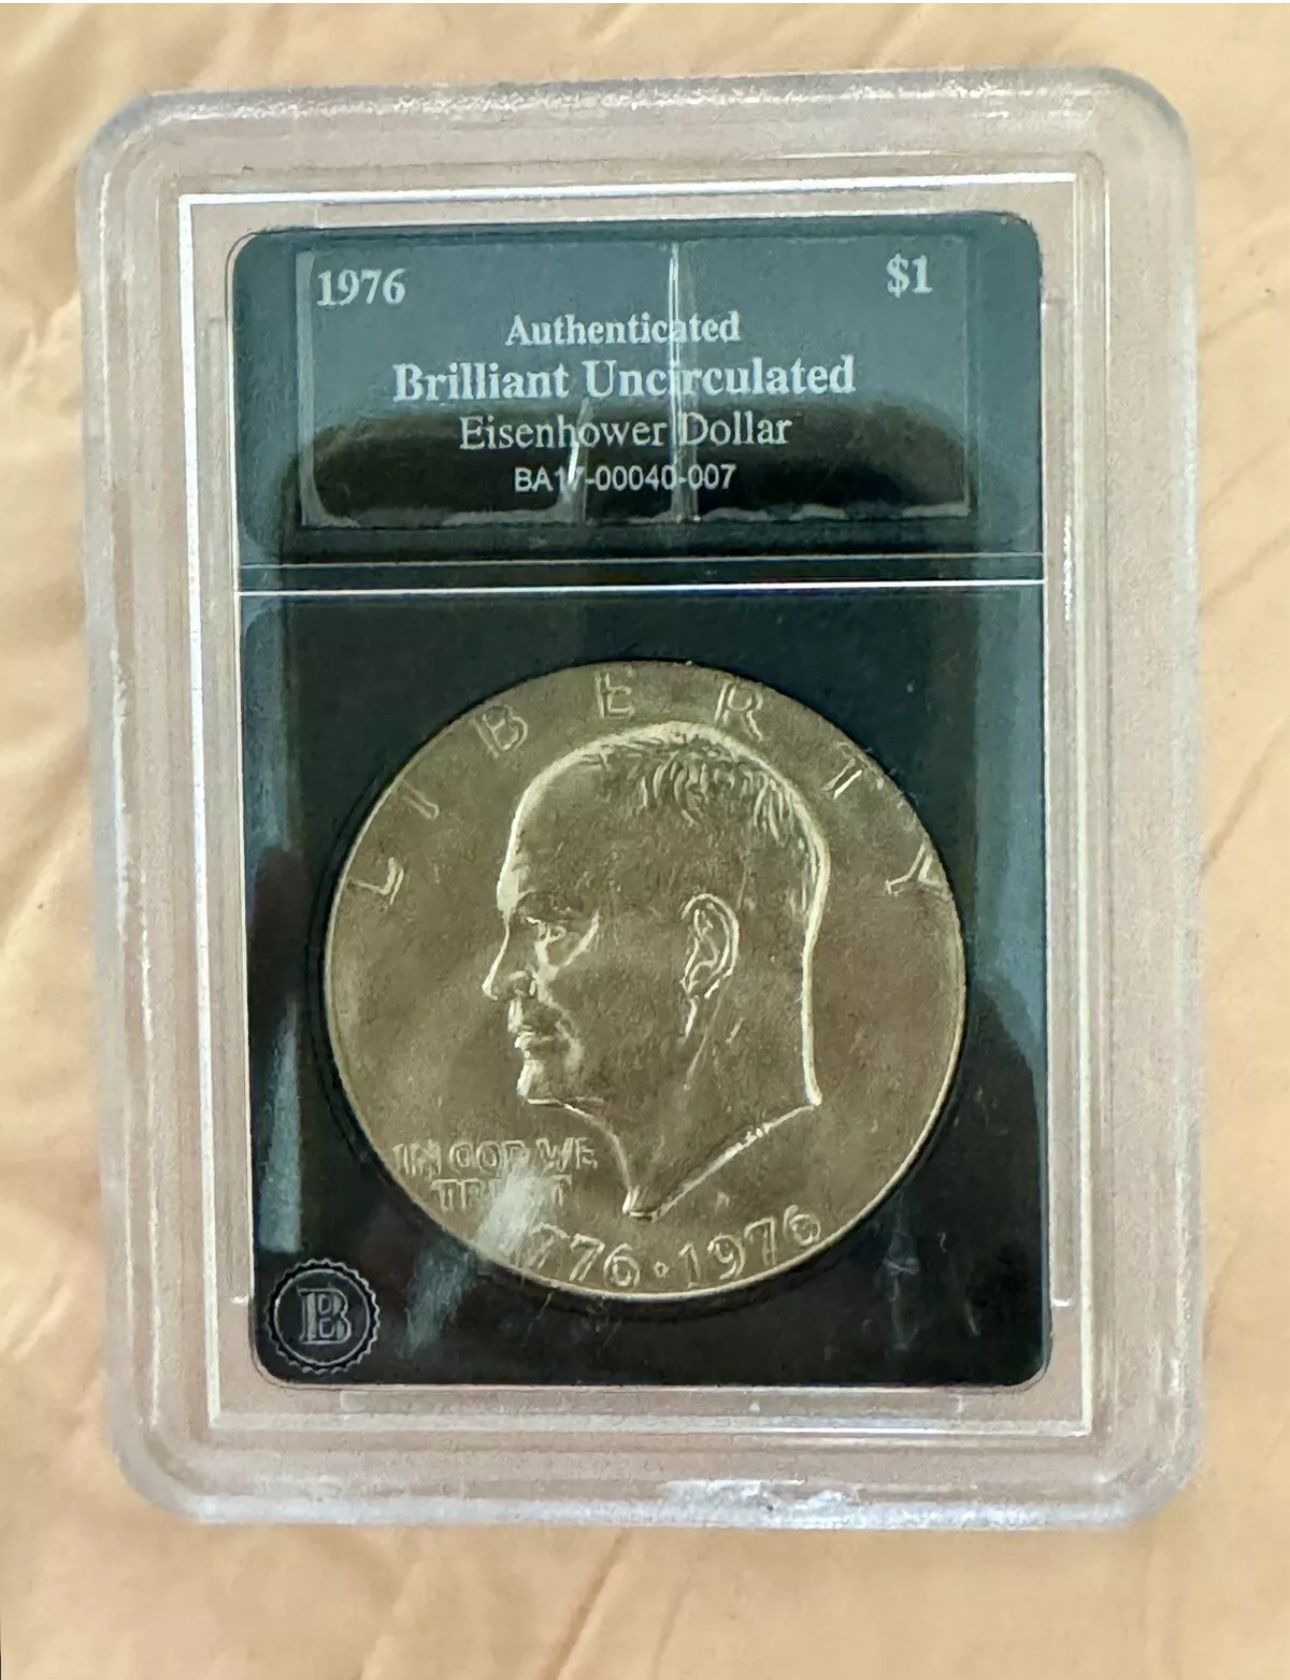 1976 $1
Authenticated
Brilliant Uncirculated
Eisenhower Dollar
BA17-00040-007
LIBERTY
IN GOD WE
TRUST
1776 • 1976
B